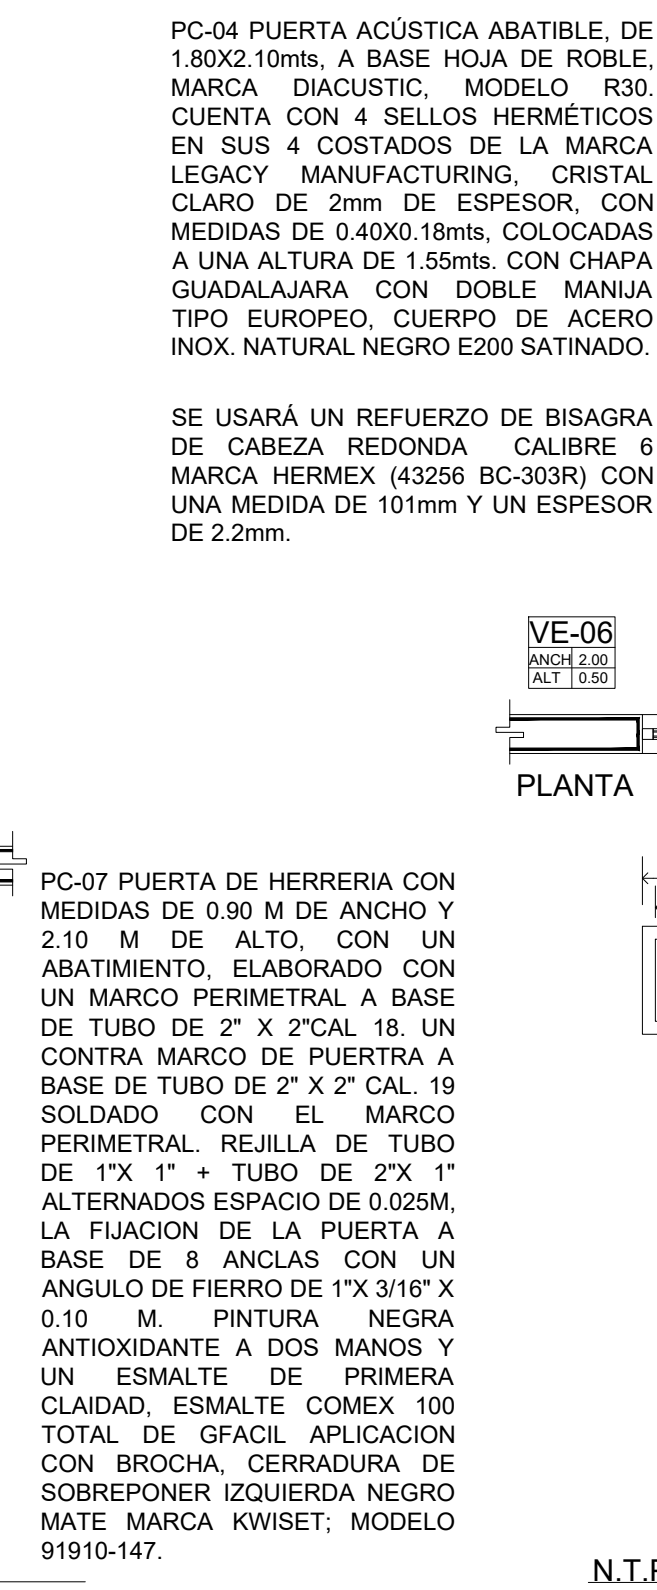 PC-04 PUERTA ACÚSTICA ABATIBLE, DE
1.80X2.10mts, A BASE HOJA DE ROBLE,
MARCA DIACUSTIC, MODELO R30.
CUENTA CON 4 SELLOS HERMÉTICOS
EN SUS 4 COSTADOS DE LA MARCA
LEGACY MANUFACTURING, CRISTAL
CLARO DE 2mm DE ESPESOR, CON
MEDIDAS DE 0.40X0.18mts, COLOCADAS
A UNA ALTURA DE 1.55mts. CON CHAPA
GUADALAJARA CON DOBLE MANIJA
TIPO EUROPEO, CUERPO DE ACERO
INOX. NATURAL NEGRO E200 SATINADO.
SE USARÁ UN REFUERZO DE BISAGRA
DE CABEZA REDONDA CALIBRE 6
MARCA HERMEX (43256 BC-303R) CON
UNA MEDIDA DE 101mm Y UN ESPESOR
DE 2.2mm.
VE-06
ANCH 2.00
ALT 0.50
PLANTA
PC-07 PUERTA DE HERRERIA CON
MEDIDAS DE 0.90 M DE ANCHO Y
2.10 M DE ALTO, CON UN
ABATIMIENTO, ELABORADO CON
UN MARCO PERIMETRAL A BASE
DE TUBO DE 2" X 2"CAL 18. UN
CONTRA MARCO DE PUERTRA A
BASE DE TUBO DE 2" X 2" CAL. 19
SOLDADO CON EL MARCO
PERIMETRAL. REJILLA DE TUBO
DE 1"X 1" + TUBO DE 2"X 1"
ALTERNADOS ESPACIO DE 0.025M,
LA FIJACION DE LA PUERTA A
BASE DE 8 ANCLAS CON UN
ANGULO DE FIERRO DE 1"X 3/16" X
0.10 M. PINTURA NEGRA
ANTIOXIDANTE A DOS MANOS Y
UN ESMALTE DE PRIMERA
CLAIDAD, ESMALTE COMEX 100
TOTAL DE GFACIL APLICACION
CON BROCHA, CERRADURA DE
SOBREPONER IZQUIERDA NEGRO
MATE MARCA KWISET; MODELO
91910-147.